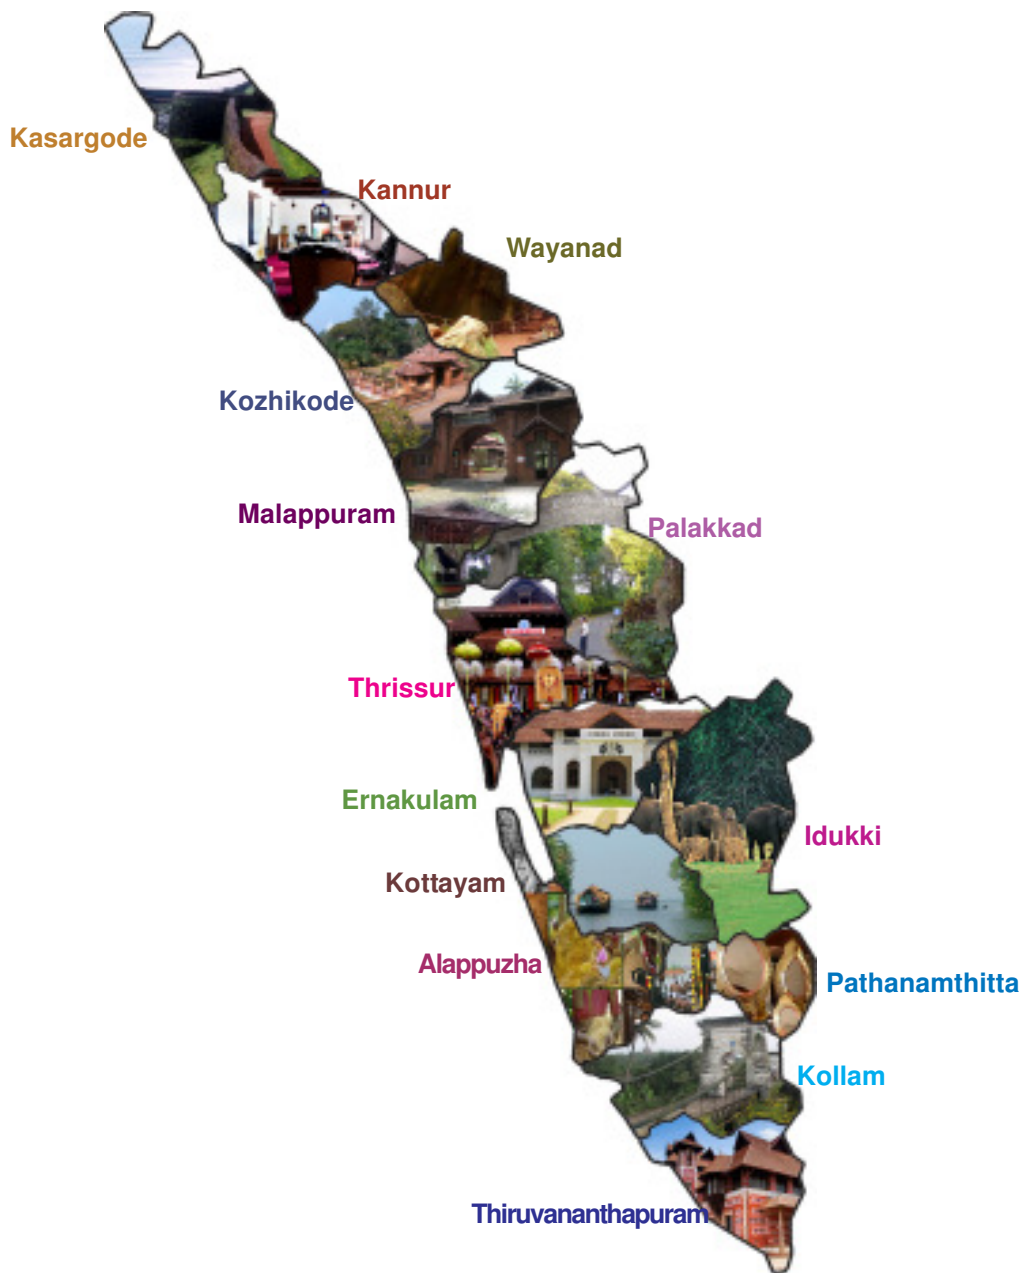 Kasargode
Kannur
Wayanad
Kozhikode
Malappuram
Palakkad
Thrissur
Ernakulam
Idukki
Kottayam
Alappuzha
Pathanamthitta
Kollam
Thiruvananthapuram